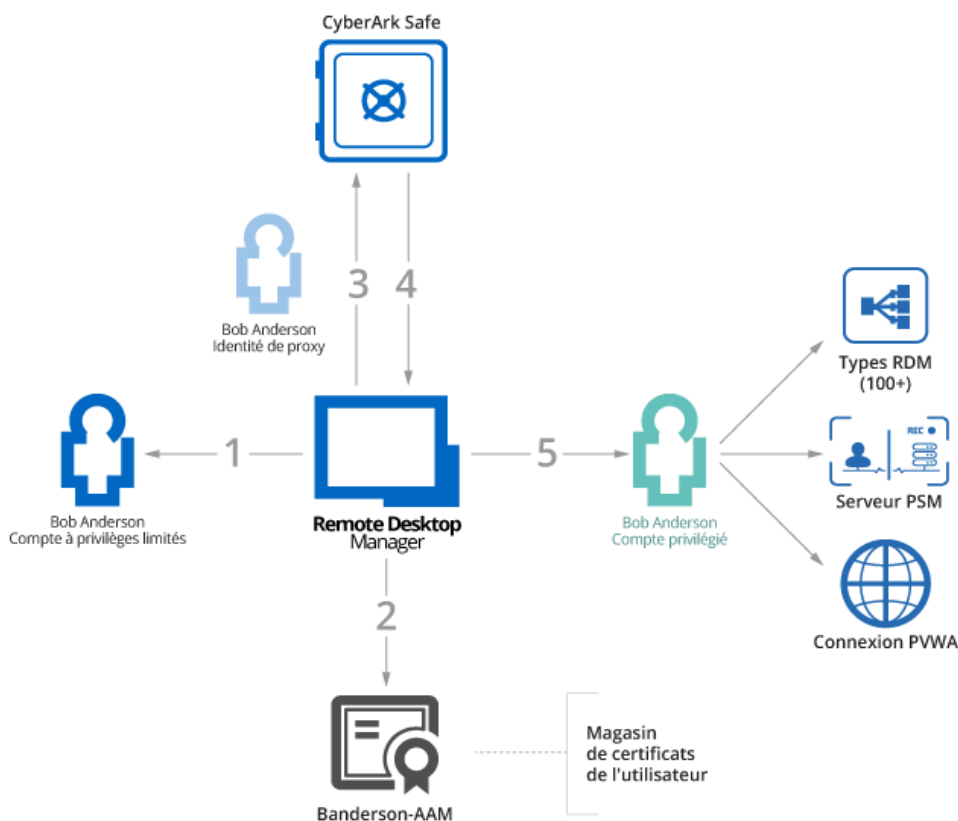 CyberArk Safe
3
4
Bob Anderson
Identité de proxy
Types RDM
(100+)
1
5
REC
Serveur PSM
Bob Anderson
Compte à privilèges limités
Remote Desktop
Manager
Bob Anderson
Compte privilégié
2
Connexion PVWA
Magasin
de certificats
de l'utilisateur
Banderson-AAM